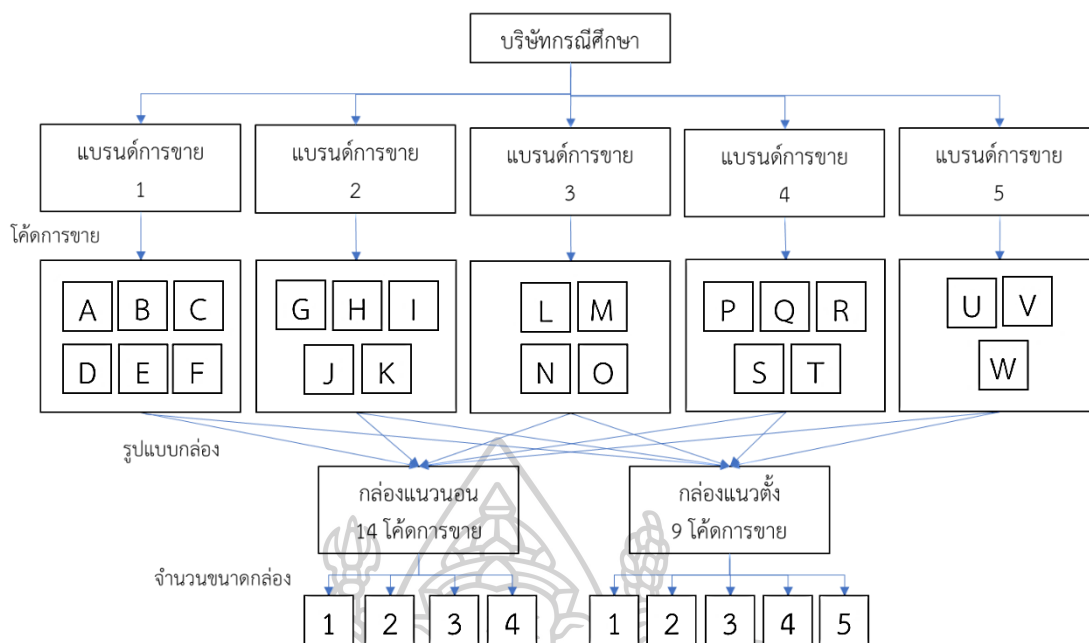 บริษัทกรณีศึกษา
แบรนด์การขาย
1
แบรนด์การขาย
2
แบรนด์การขาย
3
แบรนด์การขาย
4
แบรนด์การขาย
5
โค้ดการขาย
A B C
D E F
G H I
J K
L M
N O
P Q R
S T
U V
W
รูปแบบกล่อง
กล่องแนวนอน
14 โค้ดการขาย
กล่องแนวตั้ง
9 โค้ดการขาย
จำนวนขนาดกล่อง
1 2 3 4
1 2 3 4 5